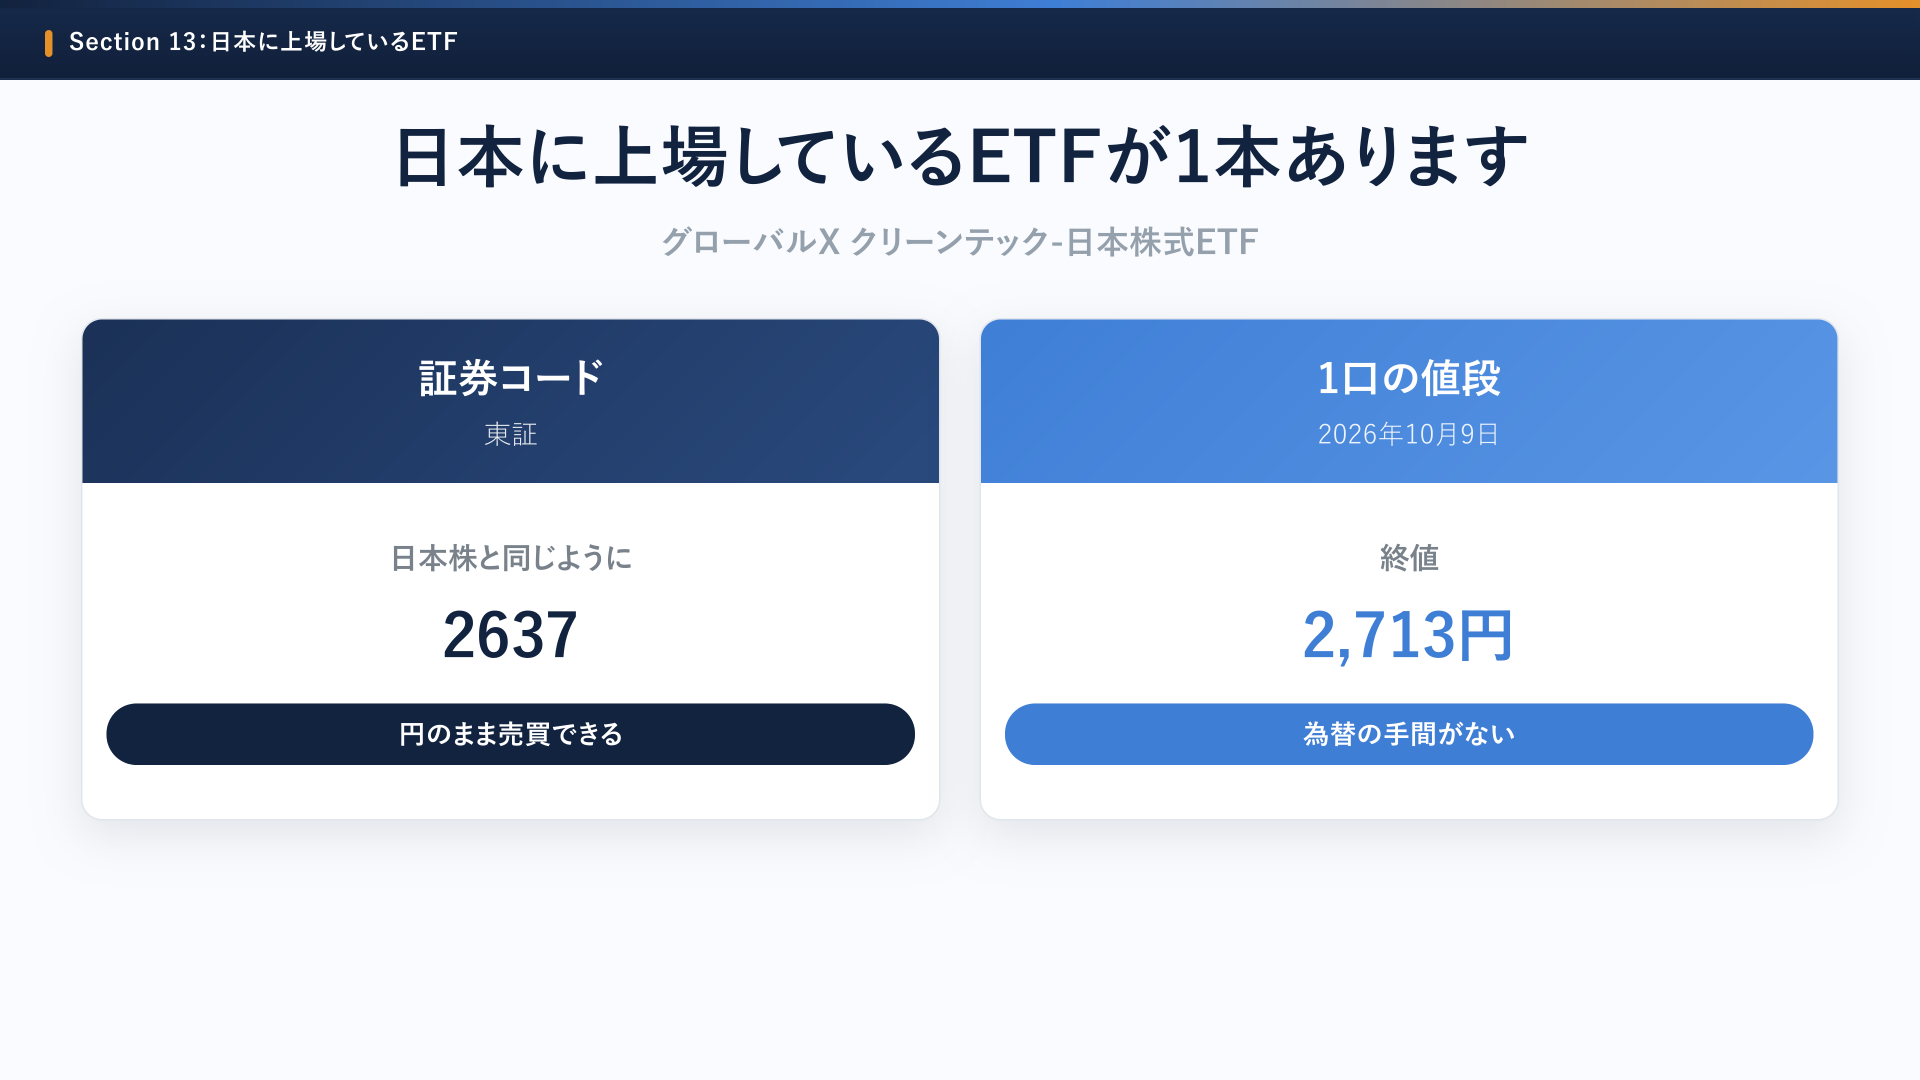 Section 13：日本に上場しているETF
日本に上場しているETFが1本あります
グローバルX クリーンテック-日本株式ETF
証券コード
東証
日本株と同じように
2637
円のまま売買できる
1口の値段
2026年10月9日
終値
2,713円
為替の手間がない